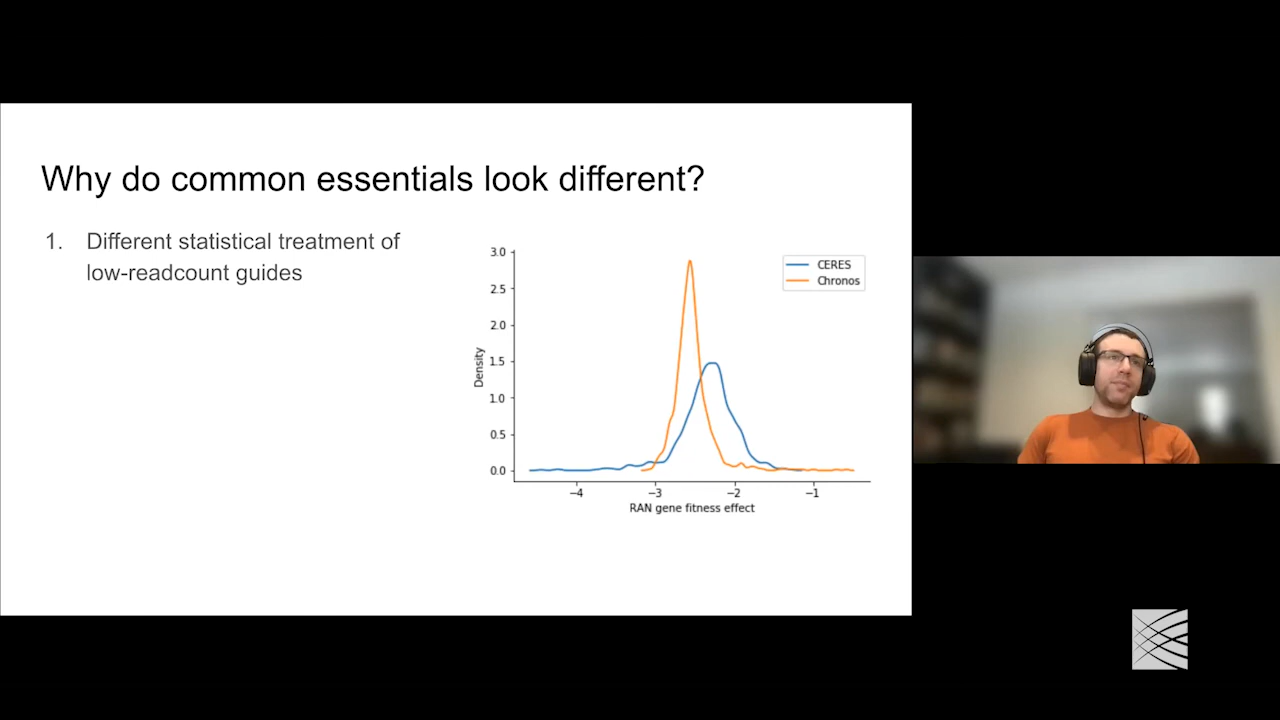 Why do common essentials look different?
1. Different statistical treatment of
low-readcount guides
3.0
2.5
2.0
1.5
1.0
0.5
0.0
Density
CERES
Chronos
−4
−3
−2
−1
RAN gene fitness effect